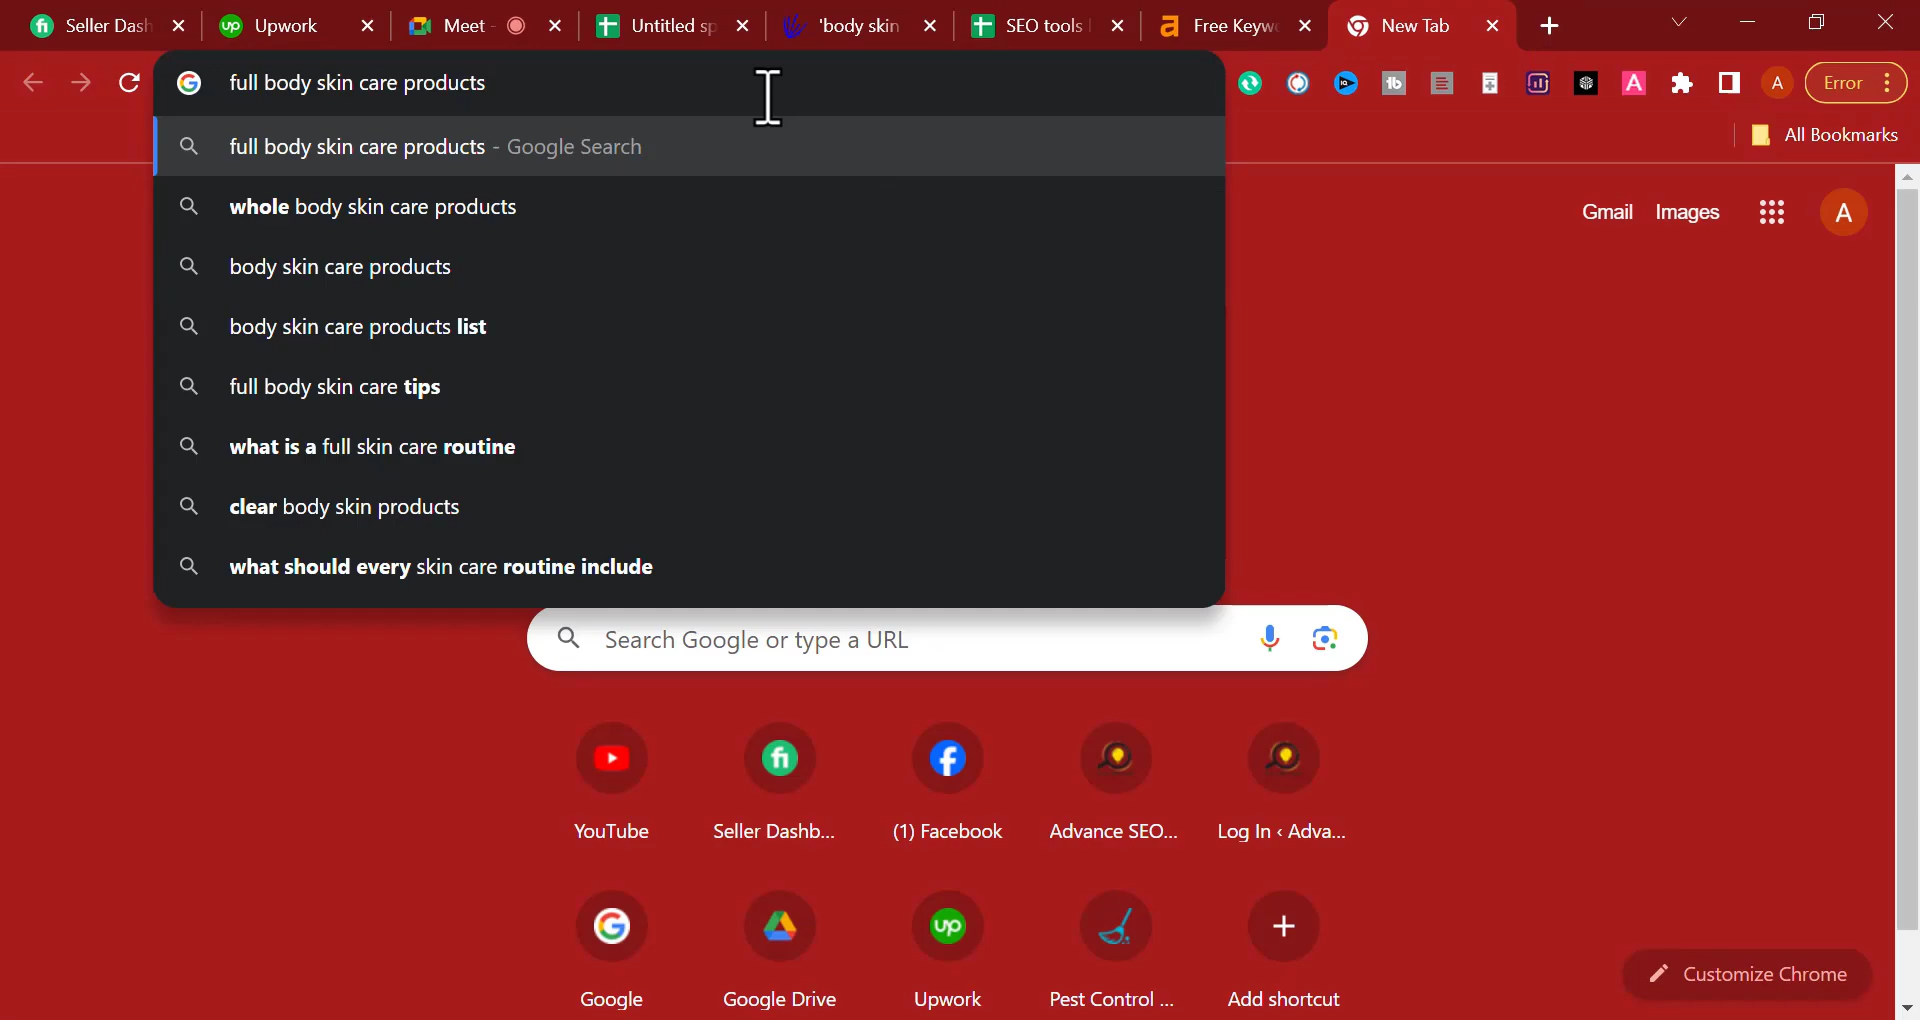 Seller Dash
Upwork
Meet -
Untitled sp
'body skin
SEO tools
Free Keyw
New Tab
full body skin care products
Error
All Bookmarks
full body skin care products - Google Search
whole body skin care products
body skin care products
body skin care products list
full body skin care tips
what is a full skin care routine
clear body skin products
what should every skin care routine include
Gmail Images
A
Search Google or type a URL
YouTube
Seller Dashb...
(1) Facebook
Advance SEO...
Log In ‹ Adva...
Google
Google Drive
Upwork
Pest Control ...
Add shortcut
Customize Chrome